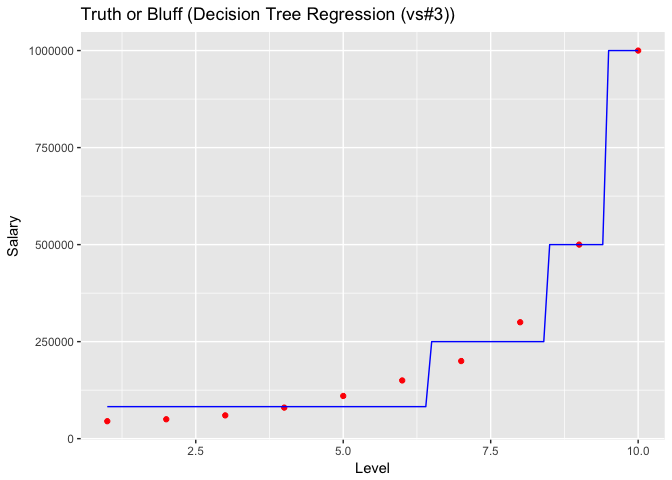 Truth or Bluff (Decision Tree Regression (vs#3))
1000000
750000
500000
250000
0
Salary
2.5 5.0 7.5 10.0
Level